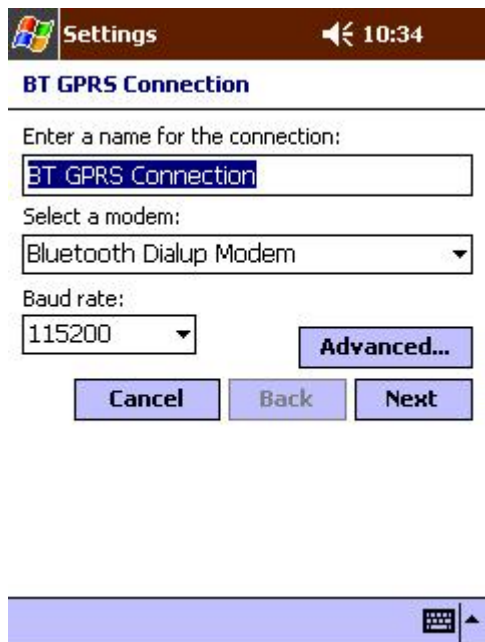 Settings 10:34
BT GPRS Connection
Enter a name for the connection:
BT GPRS Connection
Select a modem:
Bluetooth Dialup Modem
Baud rate:
115200
Advanced...
Cancel Back Next